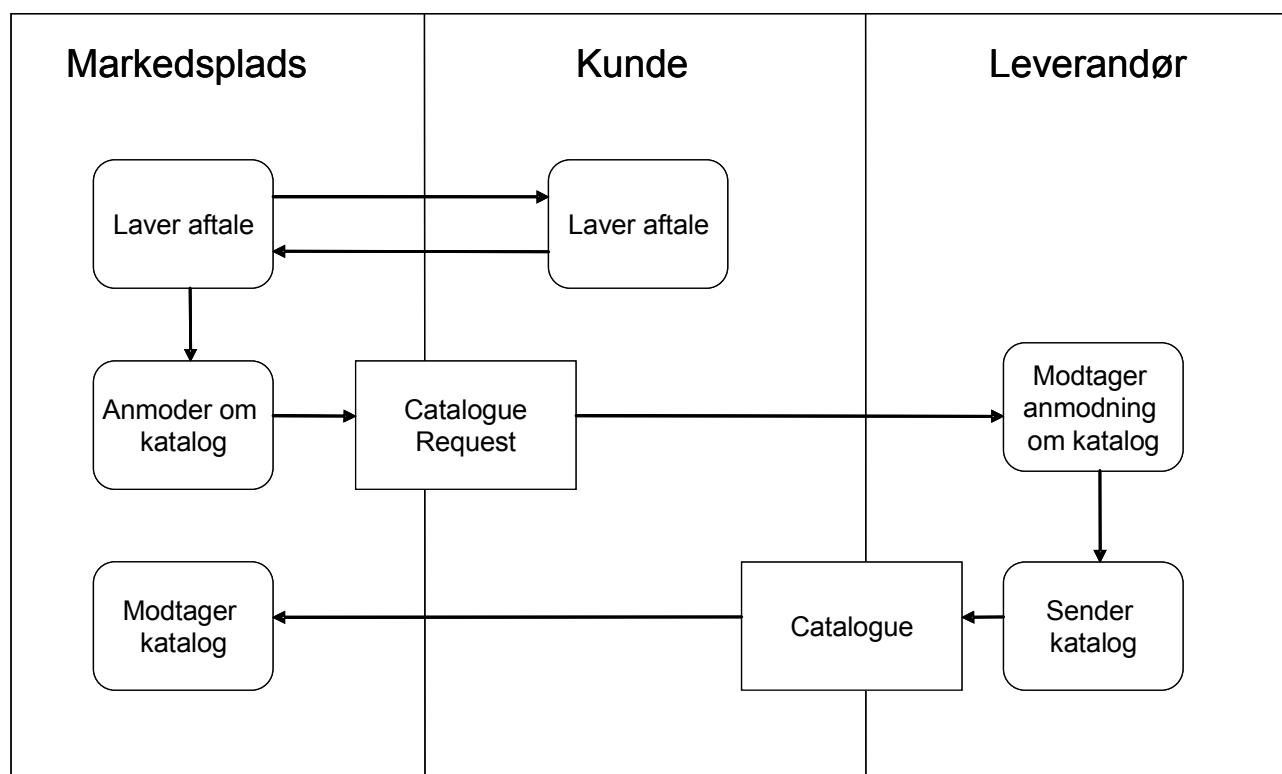 Markedsplads
Kunde
Leverandør
Laver aftale
Laver aftale
Anmoder om
katalog
Catalogue
Request
Modtager
anmodning
om katalog
Modtager
katalog
Catalogue
Sender
katalog